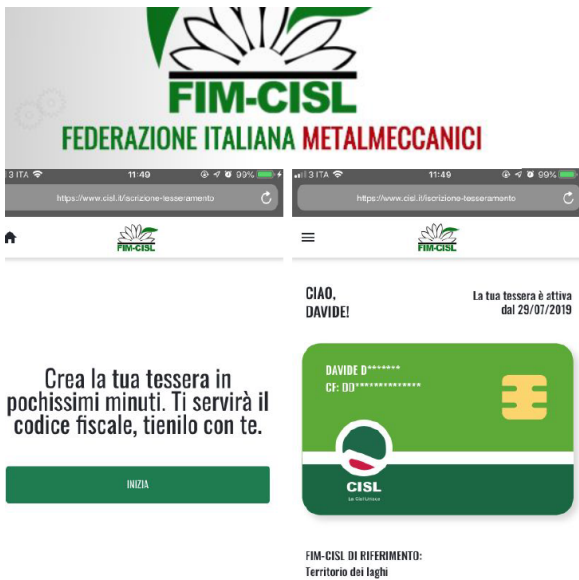 FIM-CISL
FEDERAZIONE ITALIANA METALMECCANICI
3 ITA
11:49
99%
https://www.cisl.it/iscrizione-tesseramento
FIM-CISL
Crea la tua tessera in
pochissimi minuti. Ti servirà il
codice fiscale, tienilo con te.
INIZIA
3 ITA
11:49
99%
https://www.cisl.it/iscrizione-tesseramento
FIM-CISL
CIAO,
DAVIDE!
La tua tessera è attiva
dal 29/07/2019
DAVIDE D*******
CF: DD**************
CISL
FIM-CISL DI RIFERIMENTO:
Territorio dei laghi